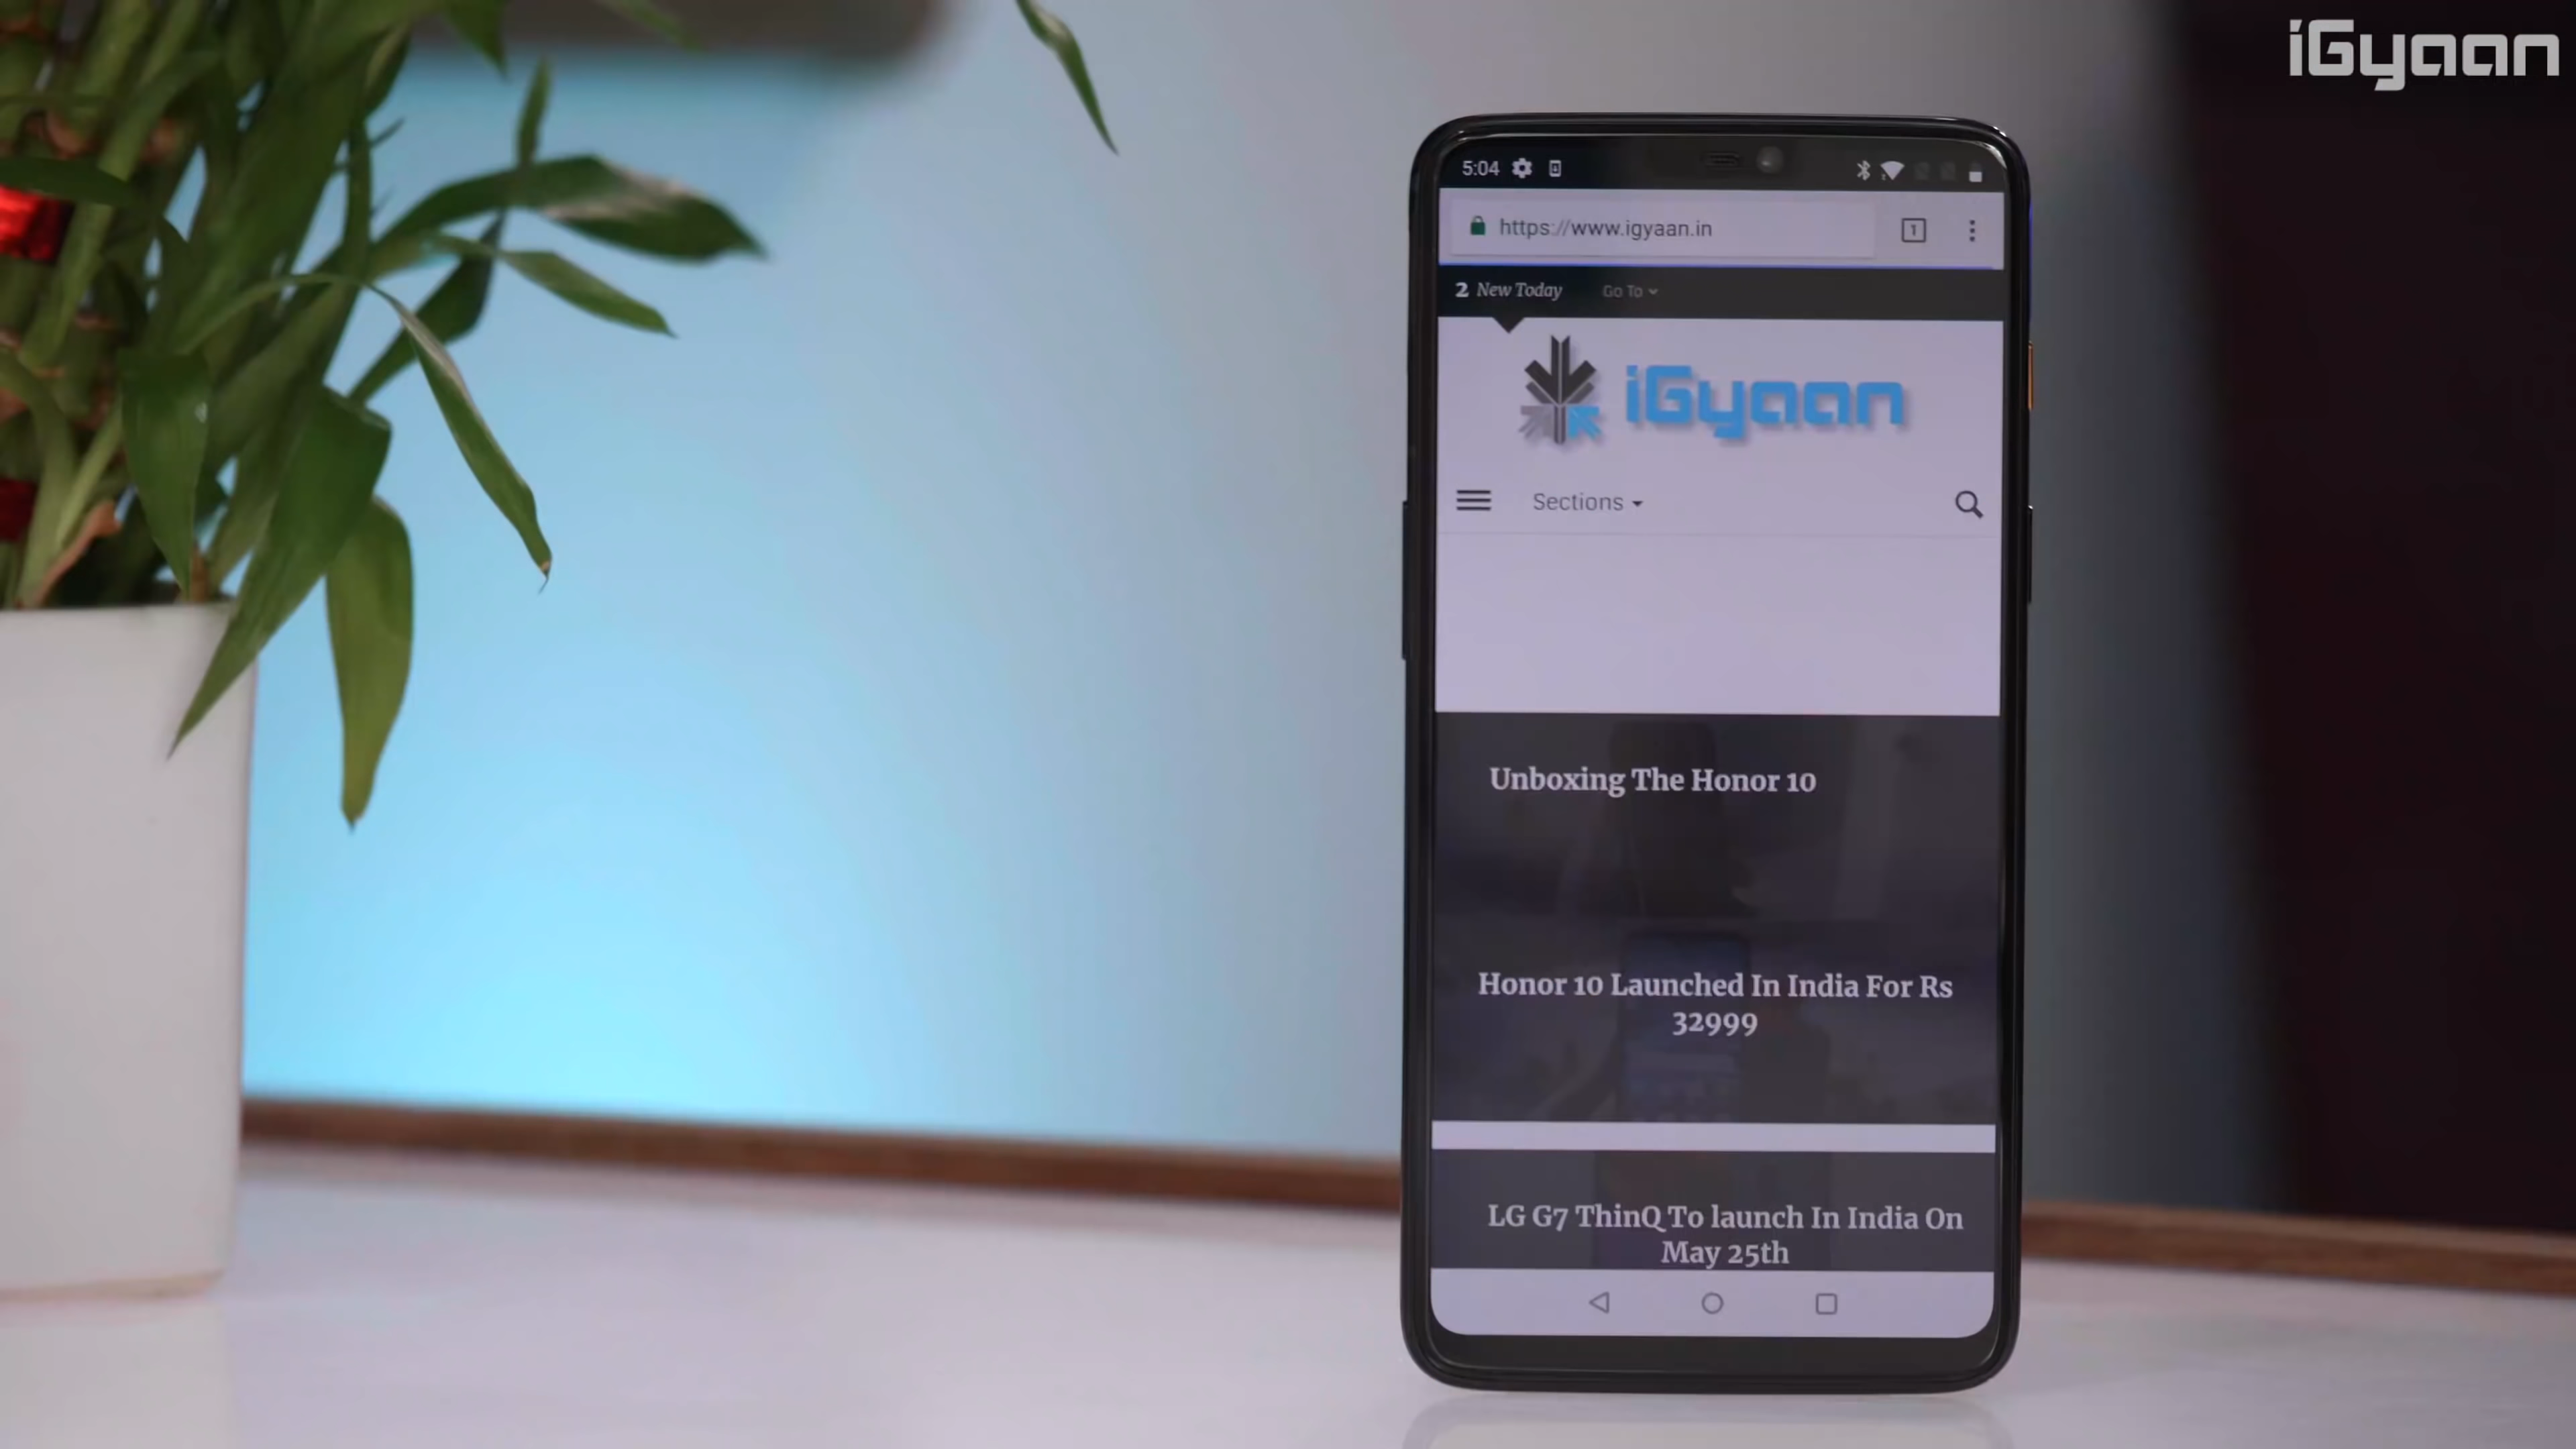 iGyaan
5:04
https://www.igyaan.in
1
2 New Today
Go To
iGyaan
Sections
Unboxing The Honor 10
Honor 10 Launched In India For Rs
32999
LG G7 ThinQ To launch In India On
May 25th